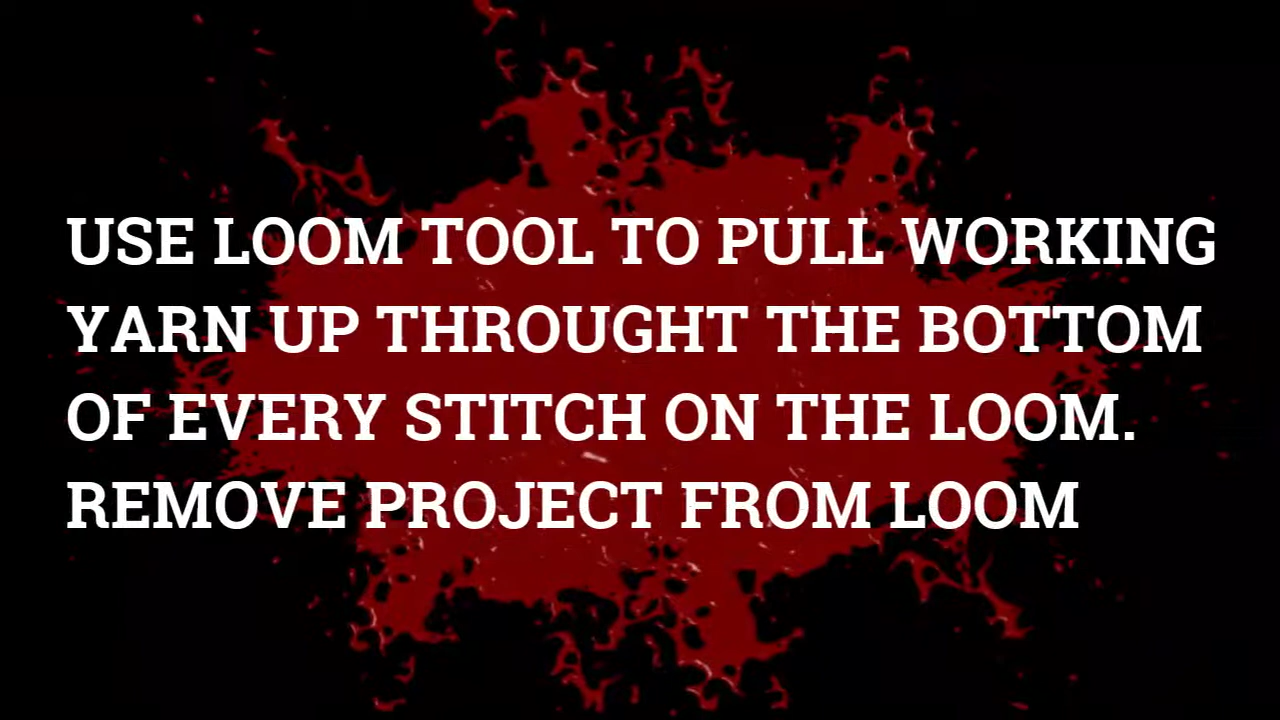 USE LOOM TOOL TO PULL WORKING
YARN UP THROUGHT THE BOTTOM
OF EVERY STITCH ON THE LOOM.
REMOVE PROJECT FROM LOOM